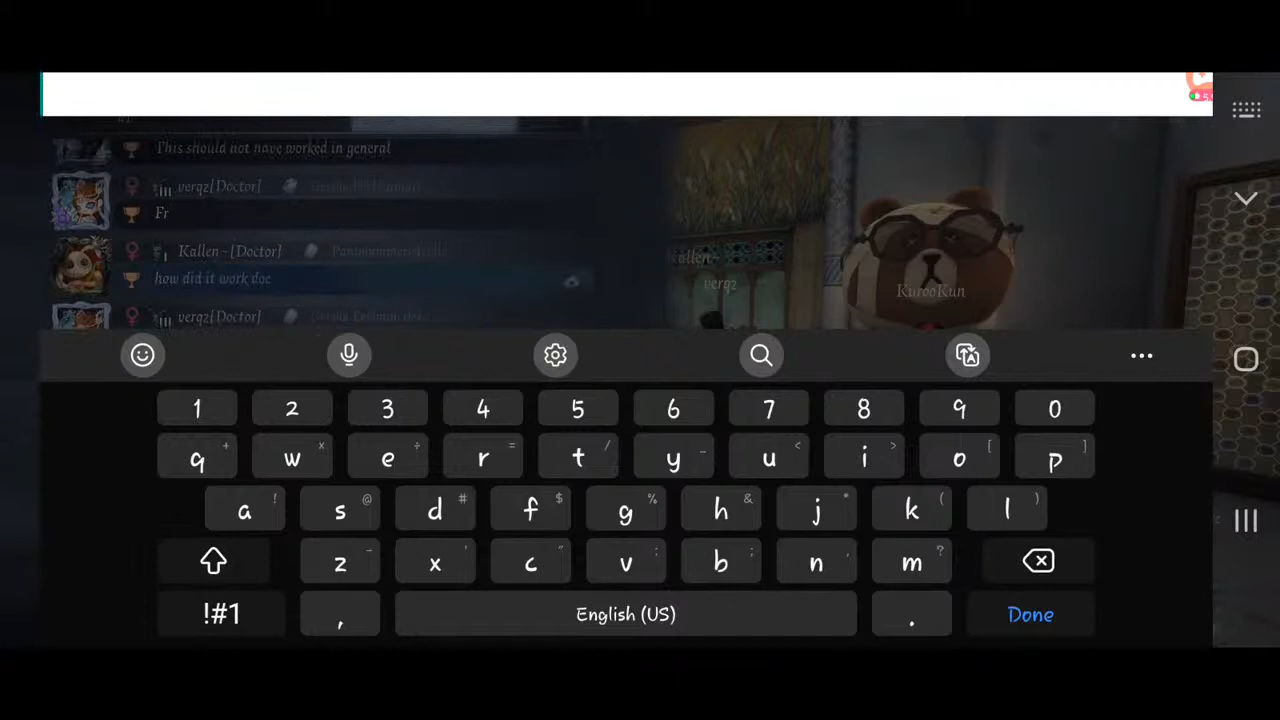 This should not have worked in general
verqz[Doctor]
Fr
Kallen~[Doctor]
how did it work doe
verqz[Doctor]
Kallen~
verqz
KurooKun
1 2 3 4 5 6 7 8 9 0
q + w × e ÷ r = t / y _ u < i > o [ p ]
a ! s @ d # f $ g % h & j * k ( l )
z - x ' c " v : b ; n , m ?
!#1 , English (US) . Done